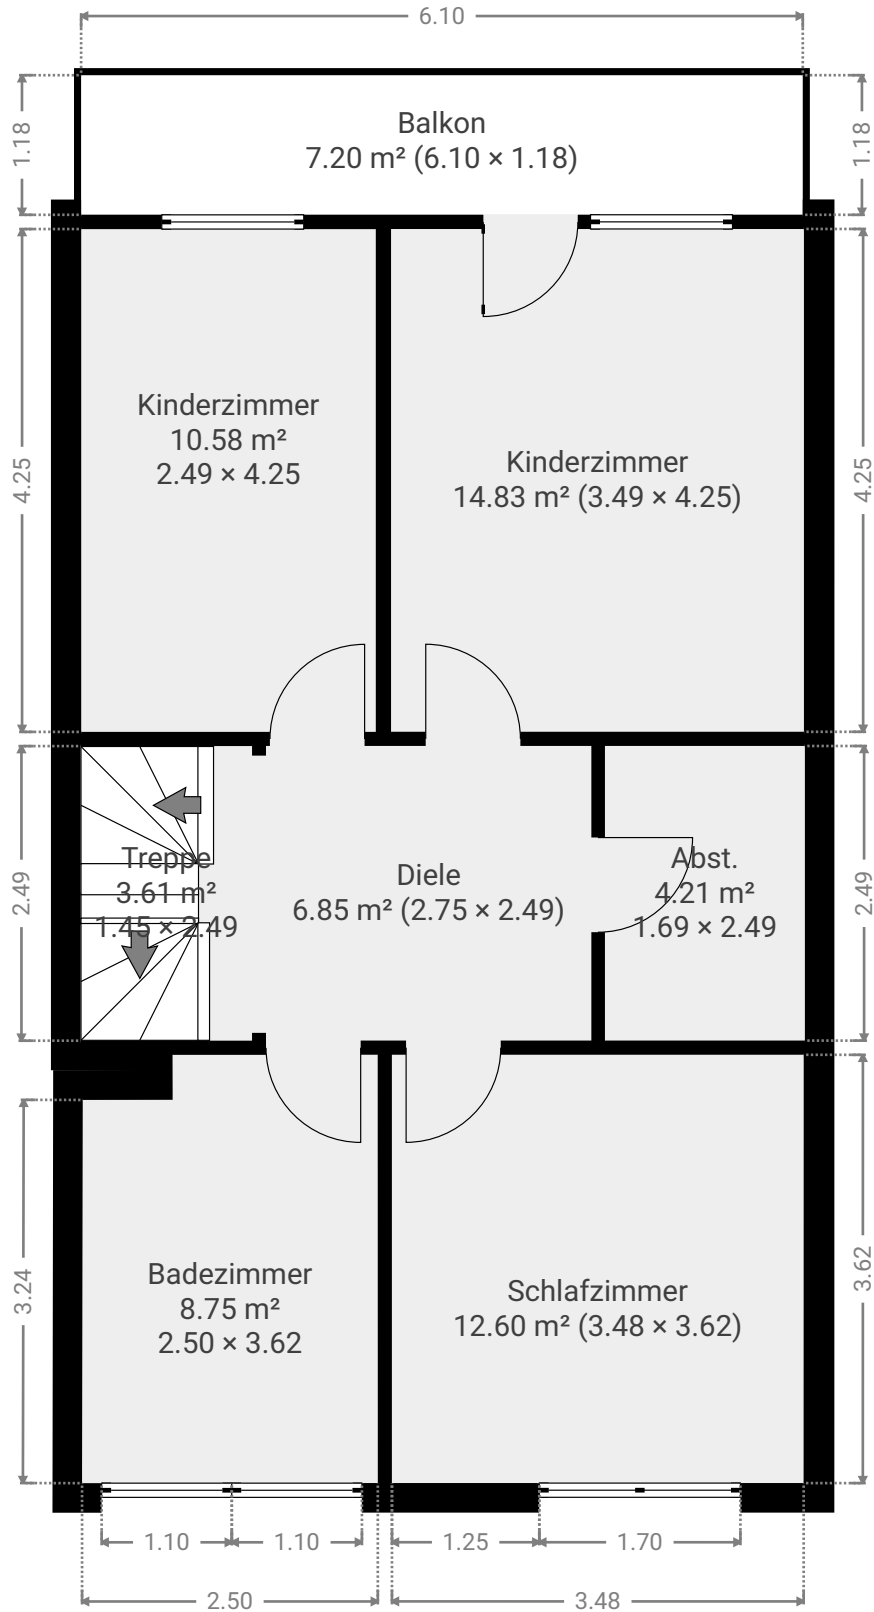 6.10
1.18
1.18
Balkon
7.20 m² (6.10 × 1.18)
4.25
4.25
Kinderzimmer
10.58 m²
2.49 × 4.25
Kinderzimmer
14.83 m² (3.49 × 4.25)
2.49
2.49
Treppe
3.61 m²
1.45 × 2.49
Diele
6.85 m² (2.75 × 2.49)
Abst.
4.21 m²
1.69 × 2.49
3.24
3.62
Badezimmer
8.75 m²
2.50 × 3.62
Schlafzimmer
12.60 m² (3.48 × 3.62)
1.10
1.10
1.25
1.70
2.50
3.48